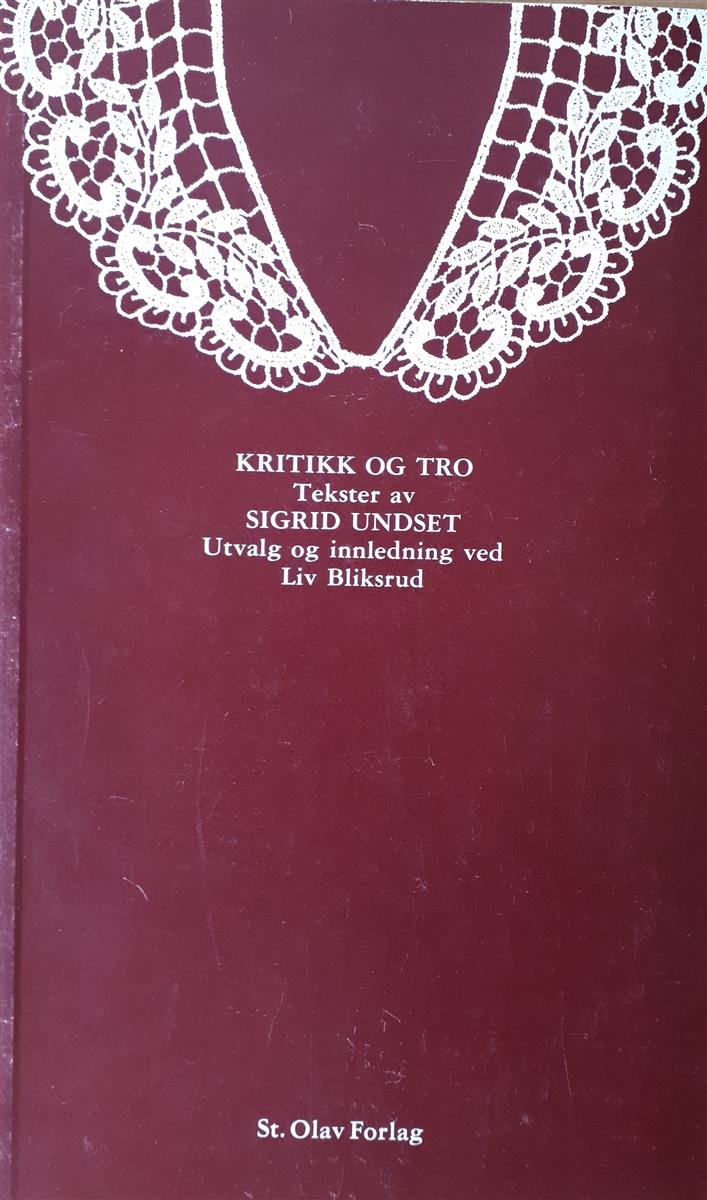 KRITIKK OG TRO
Tekster av
SIGRID UNDSET
Utvalg og innledning ved
Liv Bliksrud
St. Olav Forlag